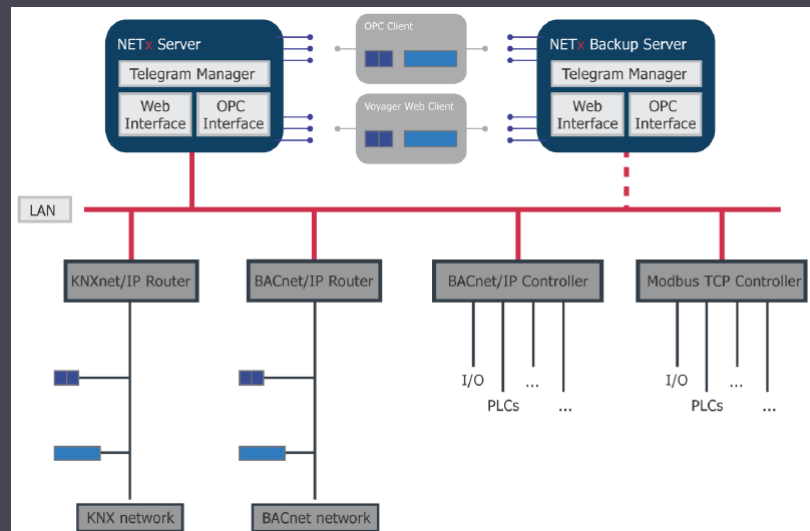 NETx Server
Telegram Manager
Web
Interface
OPC
Interface
OPC Client
Voyager Web Client
NETx Backup Server
Telegram Manager
Web
Interface
OPC
Interface
LAN
KNXnet/IP Router
BACnet/IP Router
BACnet/IP Controller
Modbus TCP Controller
I/O
...
PLCs
...
I/O
...
PLCs
...
KNX network
BACnet network